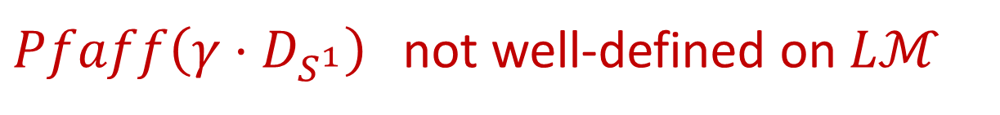 𝑃𝑓𝑎𝑓𝑓(𝛾 · 𝐷_{𝑆^1}) not well-defined on 𝐿ℳ